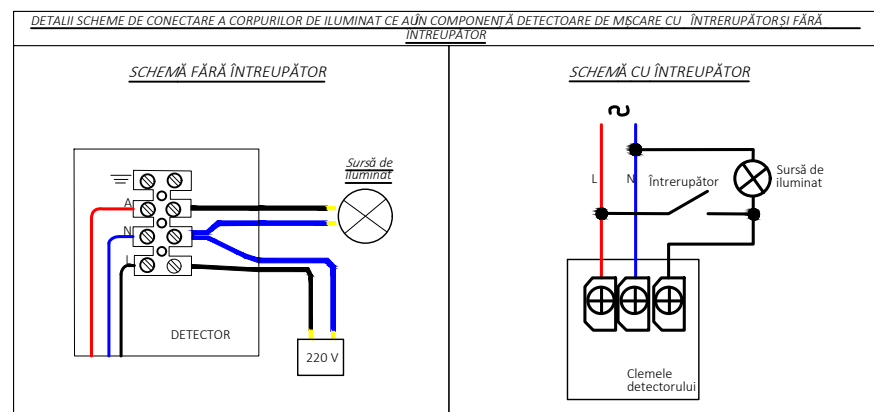 DETALII SCHEME DE CONECTARE A CORPURILOR DE ILUMINAT CE AU ÎN COMPONENȚĂ DETECTOARE DE MIȘCARE CU ÎNTRERUPĂTOR ȘI FĂRĂ
ÎNTREUPĂTOR
SCHEMĂ FĂRĂ ÎNTREUPĂTOR
SCHEMĂ CU ÎNTREUPĂTOR
Sursă de
iluminat
A
N
L
DETECTOR
220 V
L
N
Întrerupător
Sursă de
iluminat
Clemele
detectorului